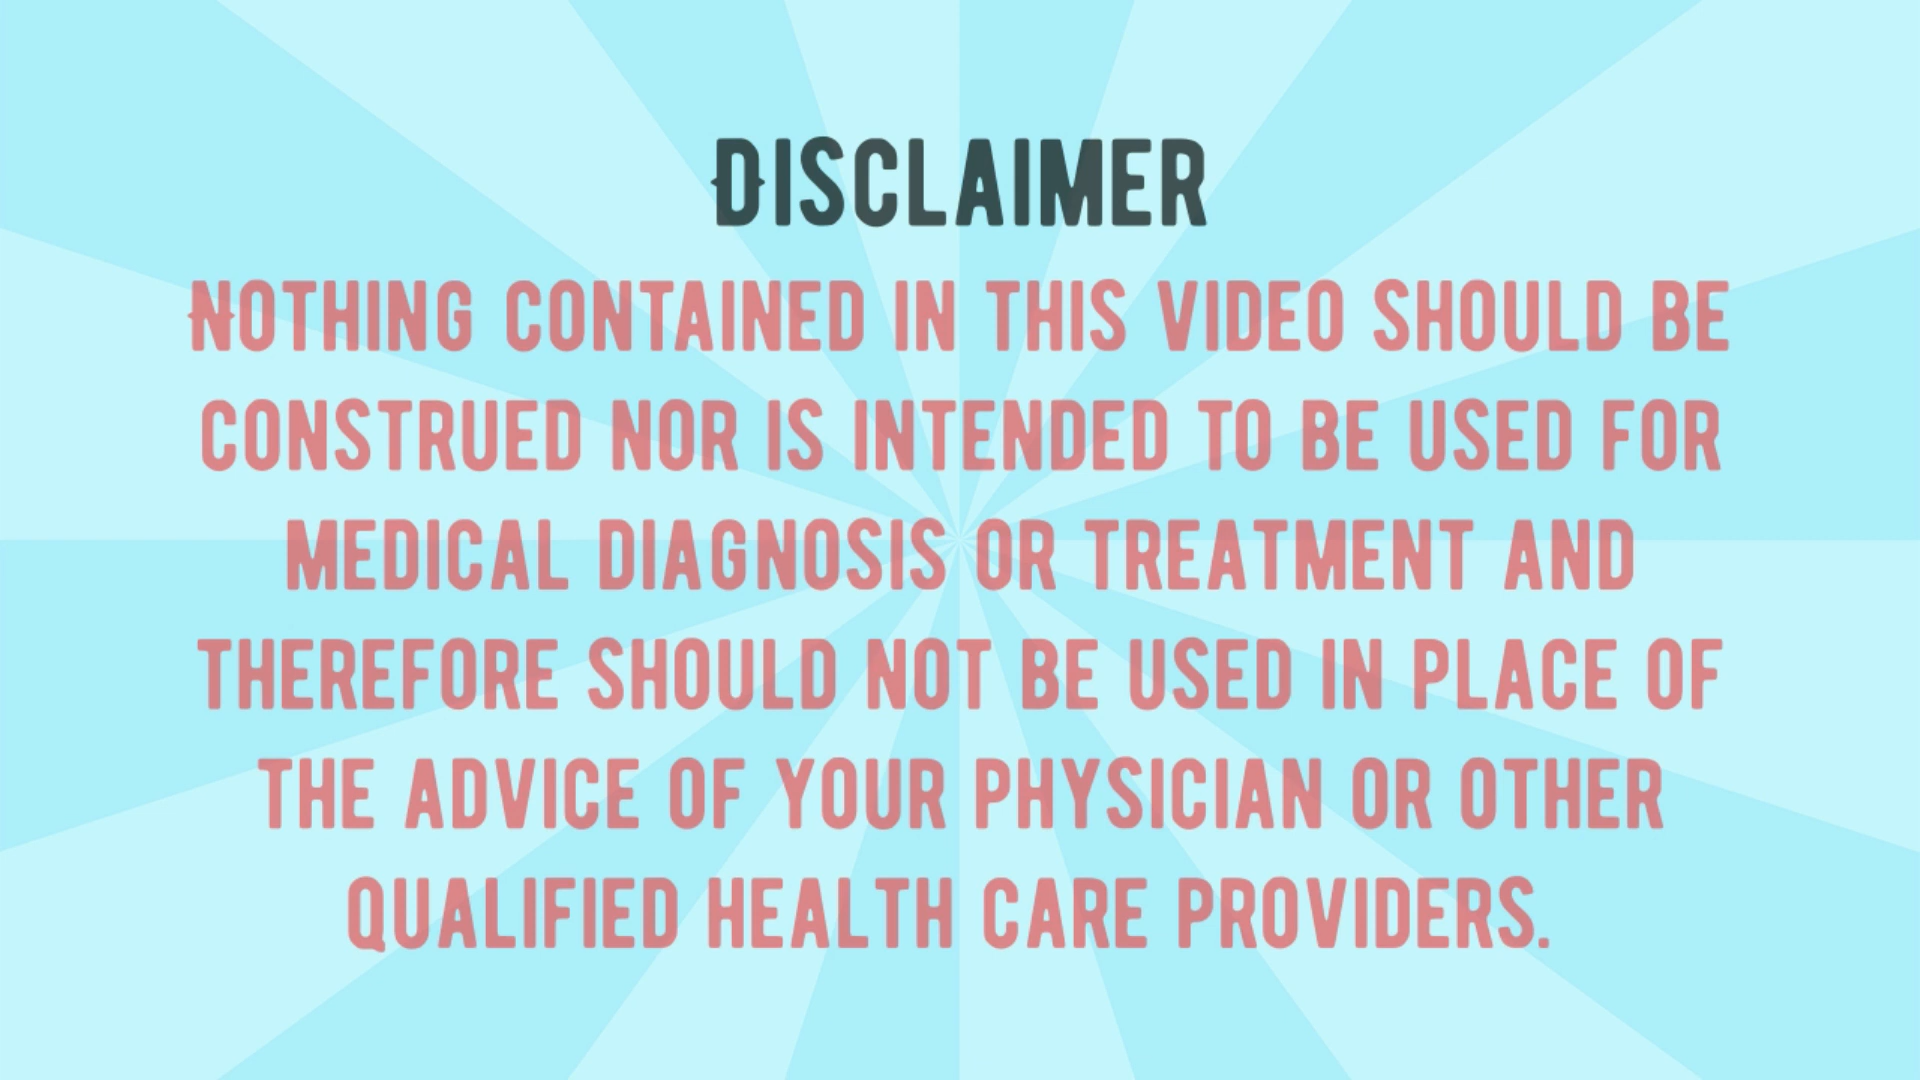 DISCLAIMER
NOTHING CONTAINED IN THIS VIDEO SHOULD BE
CONSTRUED NOR IS INTENDED TO BE USED FOR
MEDICAL DIAGNOSIS OR TREATMENT AND
THEREFORE SHOULD NOT BE USED IN PLACE OF
THE ADVICE OF YOUR PHYSICIAN OR OTHER
QUALIFIED HEALTH CARE PROVIDERS.